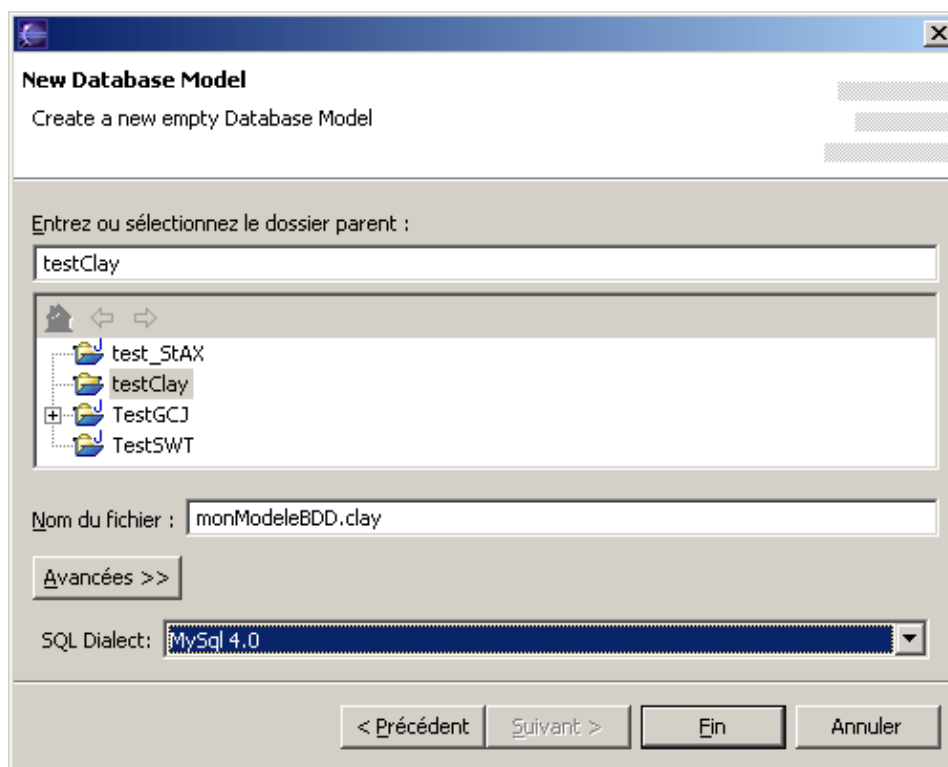 New Database Model
Create a new empty Database Model
Entrez ou sélectionnez le dossier parent :
testClay
test_StAX
testClay
TestGCJ
TestSWT
Nom du fichier : monModeleBDD.clay
Avancées >>
SQL Dialect: MySql 4.0
< Précédent Suivant > Fin Annuler